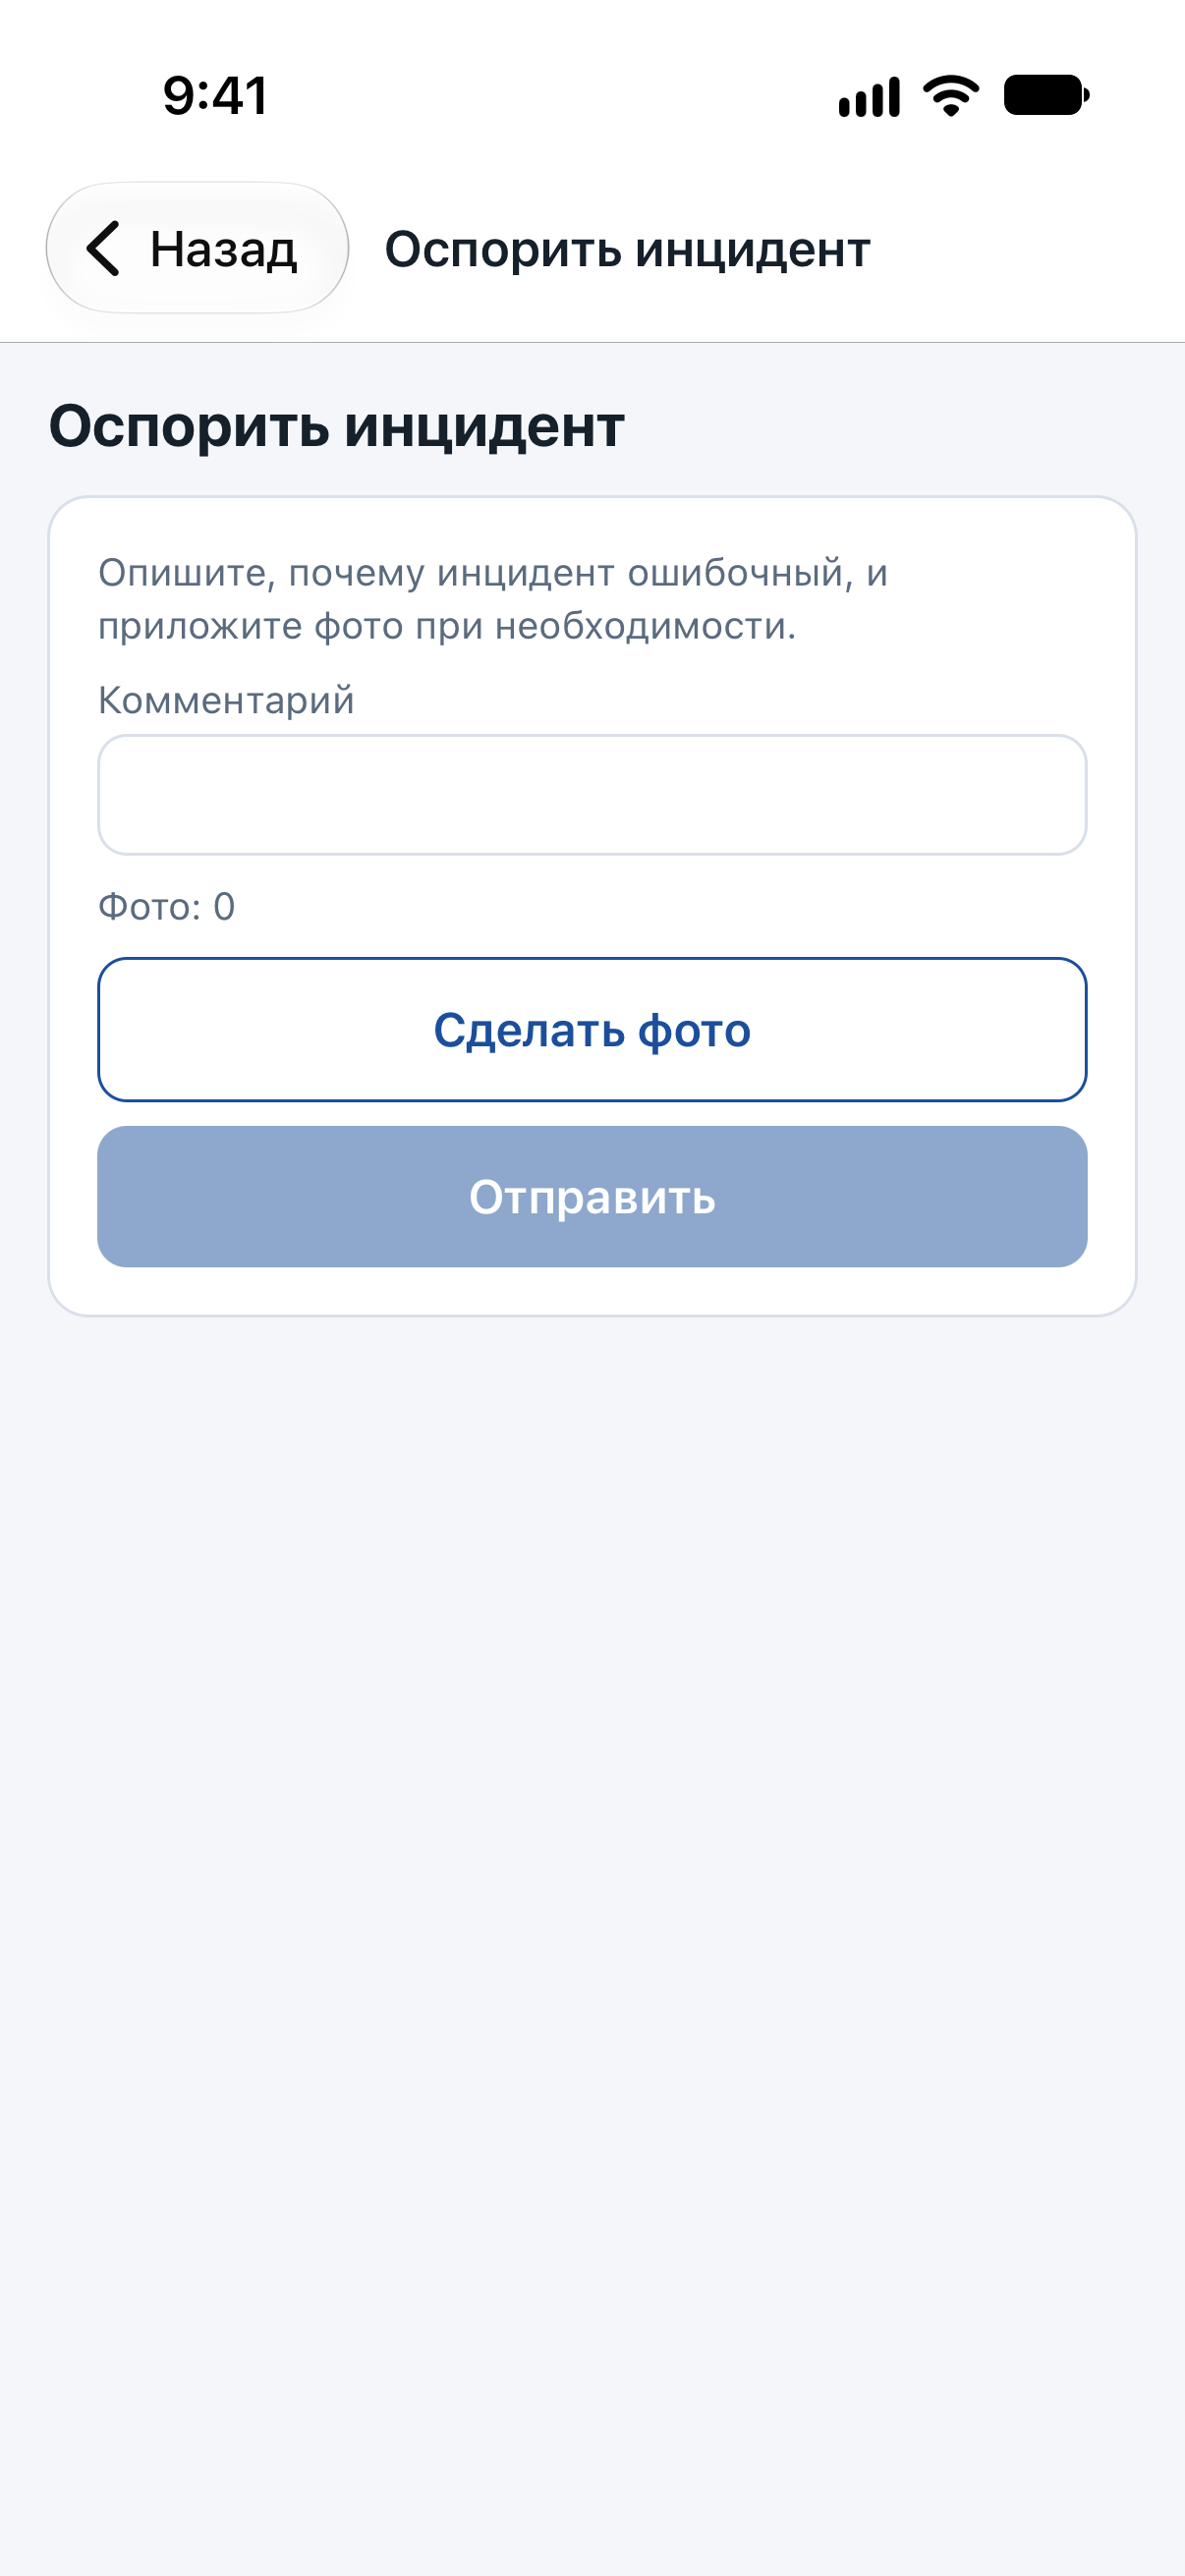 9:41
Назад
Оспорить инцидент
Оспорить инцидент
Опишите, почему инцидент ошибочный, и
приложите фото при необходимости.
Комментарий
Фото: 0
Сделать фото
Отправить